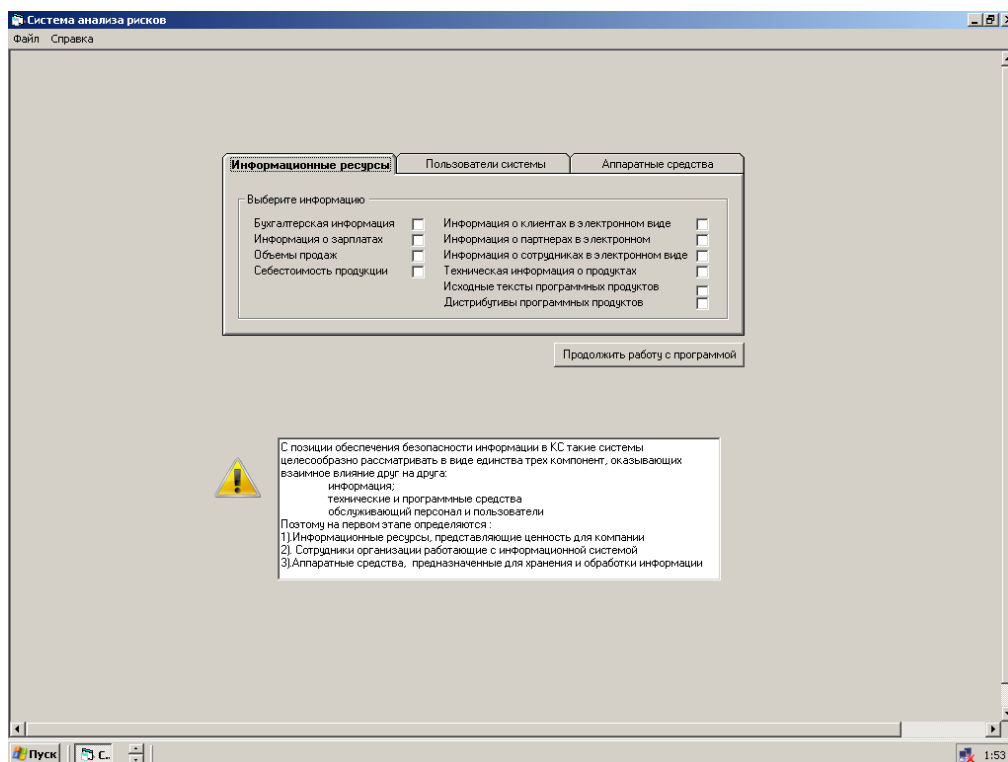 Система анализа рисков
Файл Справка
Информационные ресурсы Пользователи системы Аппаратные средства
Выберите информацию
Бухгалтерская информация Информация о клиентах в электронном виде
Информация о зарплатах Информация о партнерах в электронном
Объемы продаж Информация о сотрудниках в электронном виде
Себестоимость продукции Техническая информация о продуктах
Исходные тексты программных продуктов
Дистрибутивы программных продуктов
Продолжить работу с программой
С позиции обеспечения безопасности информации в КС такие системы
целесообразно рассматривать в виде единства трех компонент, оказывающих
взаимное влияние друг на друга:
информация;
технические и программные средства
обслуживающий персонал и пользователи
Поэтому на первом этапе определяются :
1).Информационные ресурсы, представляющие ценность для компании
2). Сотрудники организации работающие с информационной системой
3).Аппаратные средства, предназначенные для хранения и обработки информации
Пуск С.. 1:53